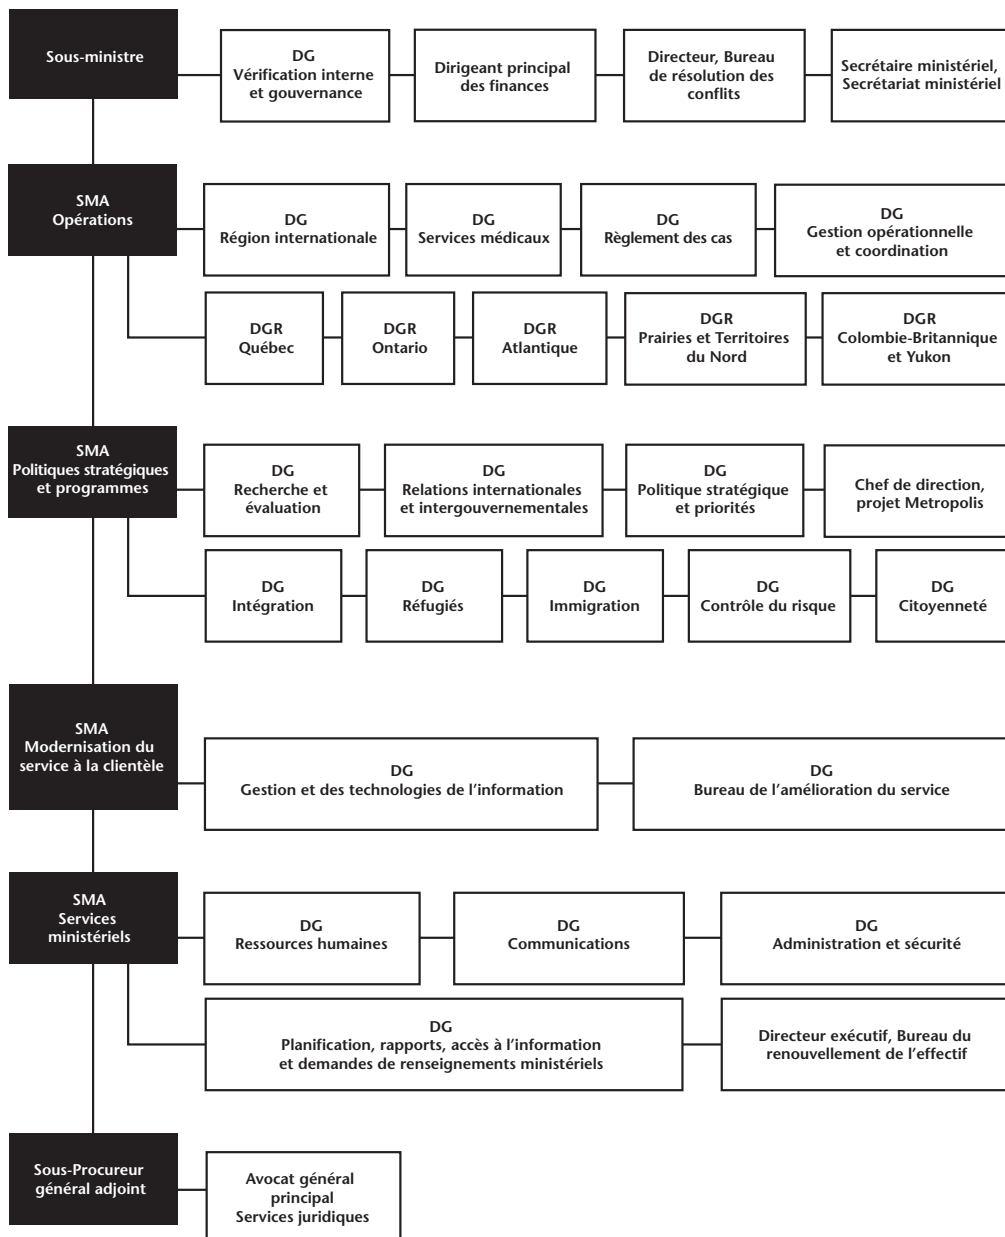 Sous-ministre
DG
Vérification interne
et gouvernance
Dirigeant principal
des finances
Directeur, Bureau
de résolution des
conflits
Secrétaire ministériel,
Secrétariat ministériel
SMA
Opérations
DG
Région internationale
DG
Services médicaux
DG
Règlement des cas
DG
Gestion opérationnelle
et coordination
DGR
Québec
DGR
Ontario
DGR
Atlantique
DGR
Prairies et Territoires
du Nord
DGR
Colombie-Britannique
et Yukon
SMA
Politiques stratégiques
et programmes
DG
Recherche et
évaluation
DG
Relations internationales
et intergouvernementales
DG
Politique stratégique
et priorités
Chef de direction,
projet Metropolis
DG
Intégration
DG
Réfugiés
DG
Immigration
DG
Contrôle du risque
DG
Citoyenneté
SMA
Modernisation du
service à la clientèle
DG
Gestion et des technologies de l’information
DG
Bureau de l’amélioration du service
SMA
Services
ministériels
DG
Ressources humaines
DG
Communications
DG
Administration et sécurité
DG
Planification, rapports, accès à l’information
et demandes de renseignements ministériels
Directeur exécutif, Bureau du
renouvellement de l’effectif
Sous-Procureur
général adjoint
Avocat général
principal
Services juridiques